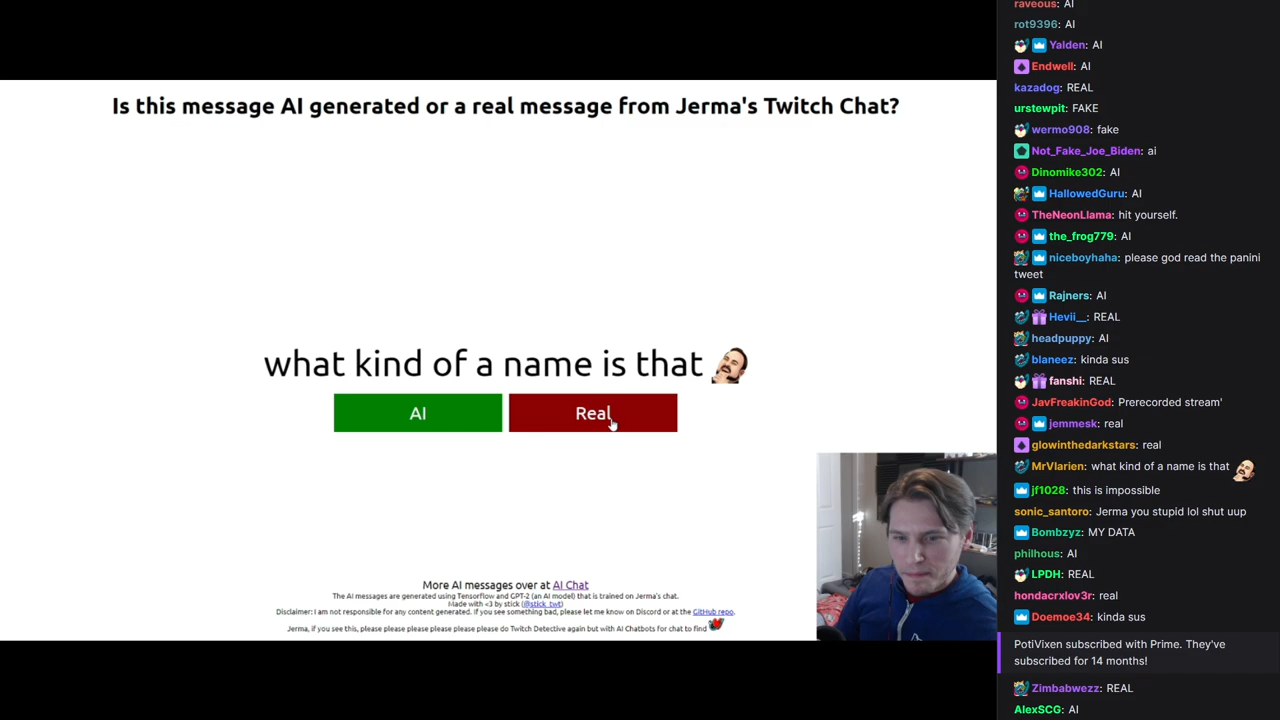 Is this message AI generated or a real message from Jerma's Twitch Chat?
what kind of a name is that
AI
Real
More AI messages over at AI Chat
The AI messages are generated using Tensorflow and GPT-2 (an AI model) that is trained on Jerma's chat.
Made with <3 by stick (@stick_twt)
Disclaimer: I am not responsible for any content generated. If you see something bad, please let me know on Discord or at the GitHub repo.
Jerma, if you see this, please please please please please do Twitch Detective again but with AI Chatbots for chat to find
raveous: AI
rot9396: AI
Yalden: AI
Endwell: AI
kazadog: REAL
urstewpit: FAKE
wermo908: fake
Not_Fake_Joe_Biden: ai
Dinomike302: AI
HallowedGuru: AI
TheNeonLlama: hit yourself.
the_frog779: AI
niceboyhaha: please god read the panini
tweet
Rajners: AI
Hevii__: REAL
headpuppy: AI
blaneez: kinda sus
fanshi: REAL
JavFreakinGod: Prerecorded stream'
jemmesk: real
glowinthedarkstars: real
MrVlarien: what kind of a name is that
jf1028: this is impossible
sonic_santoro: Jerma you stupid lol shut uup
Bombzyz: MY DATA
philhous: AI
LPDH: REAL
hondacrxlov3r: real
Doemoe34: kinda sus
PotiVixen subscribed with Prime. They've
subscribed for 14 months!
Zimbabwezz: REAL
AlexSCG: AI